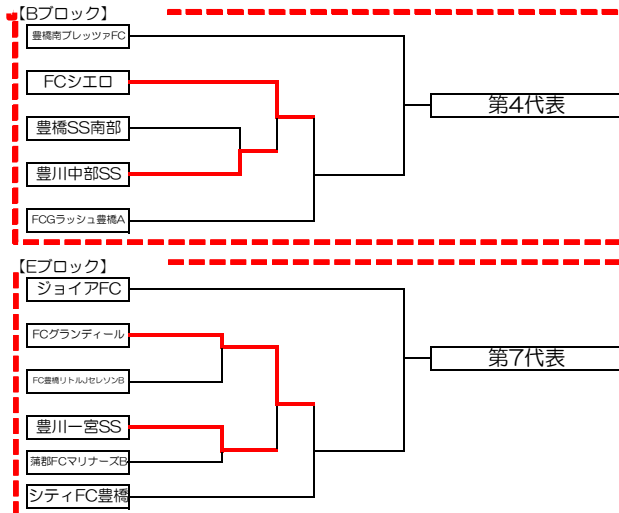 【Bブロック】
豊橋南プレッツァFC
FCシエロ
第4代表
豊橋SS南部
豊川中部SS
FCGラッシュ豊橋A
【Eブロック】
ジョイアFC
FCグランディール
第7代表
FC豊橋リトルJセレソンB
豊川一宮SS
蒲郡FCマリナーズB
シティFC豊橋